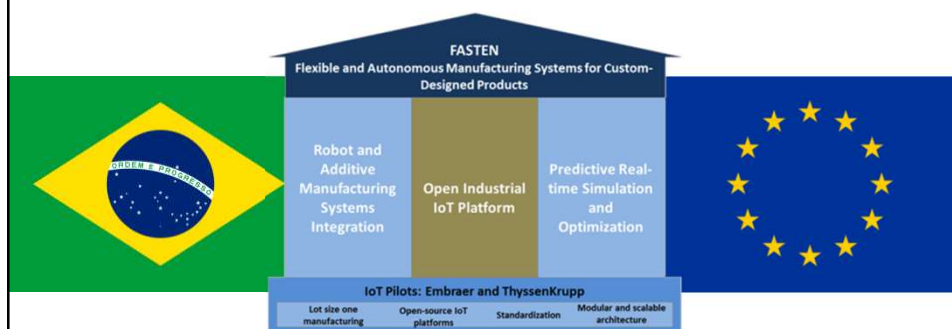 FASTEN
Flexible and Autonomous Manufacturing Systems for Custom-
Designed Products
Robot and
Additive
Manufacturing
Systems
Integration
Open Industrial
IoT Platform
Predictive Real-
time Simulation
and
Optimization
ORDEM E PROGRESSO
IoT Pilots: Embraer and ThyssenKrupp
Lot size one
manufacturing
Open-source IoT
platforms
Standardization
Modular and scalable
architecture